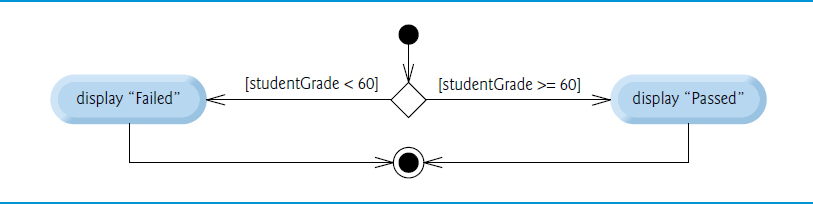 [studentGrade < 60]
[studentGrade >= 60]
display “Failed”
display “Passed”